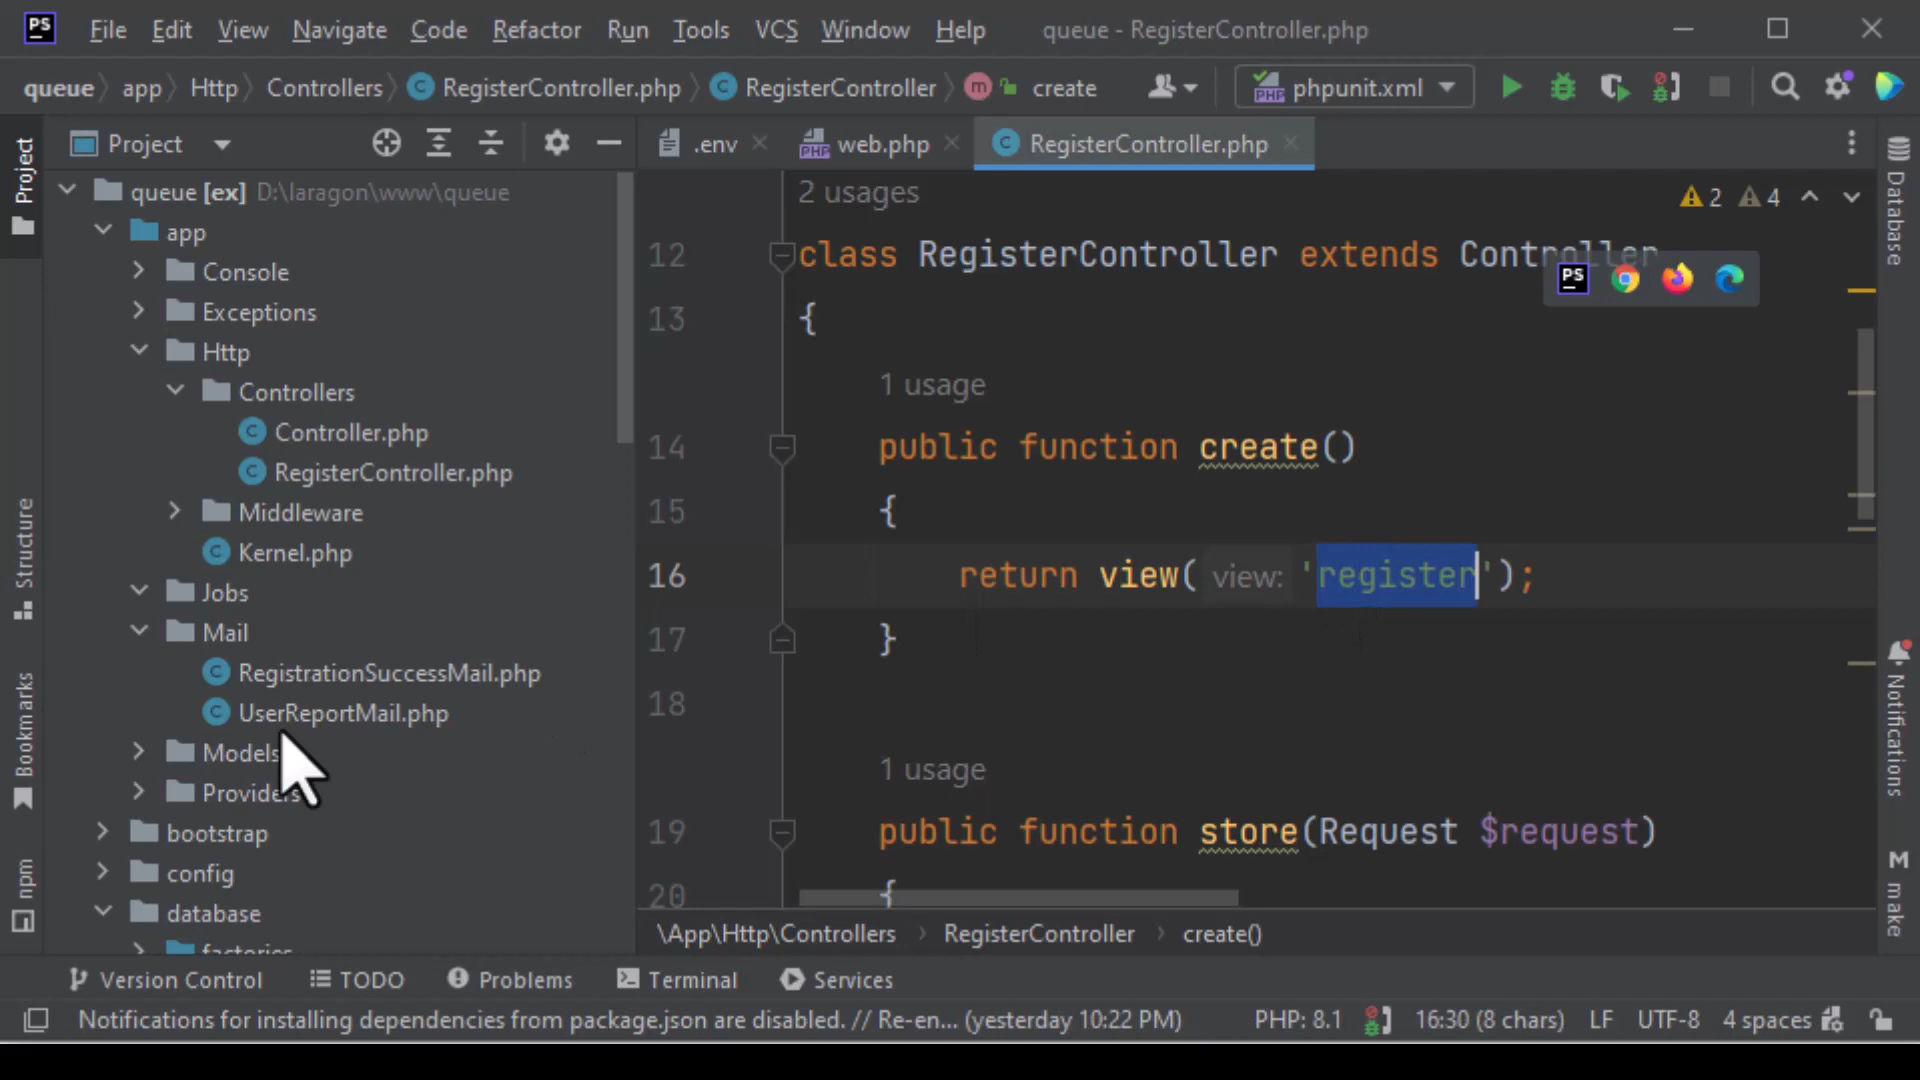 PS File Edit View Navigate Code Refactor Run Tools VCS Window Help queue - RegisterController.php
queue app Http Controllers RegisterController.php RegisterController m create phpunit.xml
Project
.env web.php RegisterController.php
queue [ex] D:\laragon\www\queue
app
Console
Exceptions
Http
Controllers
Controller.php
RegisterController.php
Middleware
Kernel.php
Jobs
Mail
RegistrationSuccessMail.php
UserReportMail.php
Models
Providers
bootstrap
config
database
factories
2 usages
2 4
12 class RegisterController extends Controller
13 {
1 usage
14 public function create()
15 {
16 return view( view: 'register');
17 }
18
1 usage
19 public function store(Request $request)
20 {
\App\Http\Controllers RegisterController create()
Project
Structure
Bookmarks
npm
Database
Notifications
make
Version Control TODO Problems Terminal Services
Notifications for installing dependencies from package.json are disabled. // Re-en... (yesterday 10:22 PM) PHP: 8.1 16:30 (8 chars) LF UTF-8 4 spaces